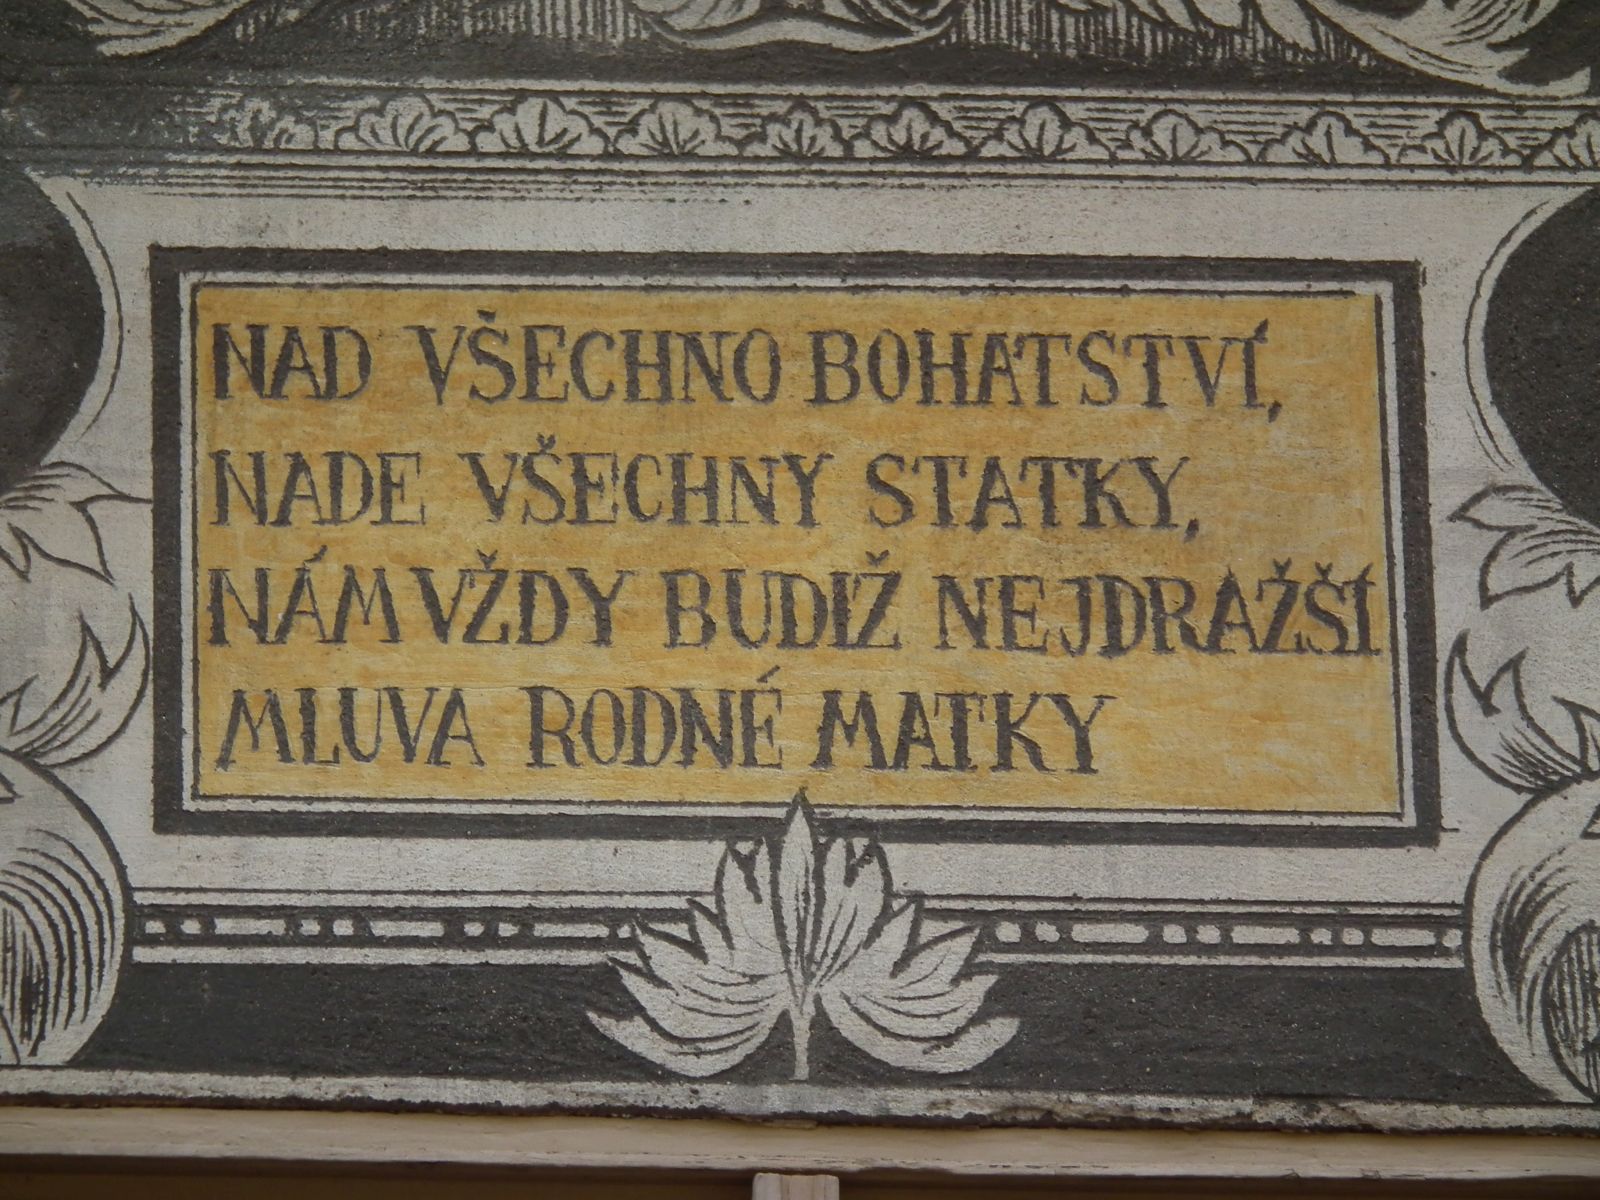 NAD VŠECHNO BOHATSTVÍ,
NADE VŠECHNY STATKY,
NÁM VŽDY BUDIŽ NEJDRAŽŠÍ
MLUVA RODNÉ MATKY